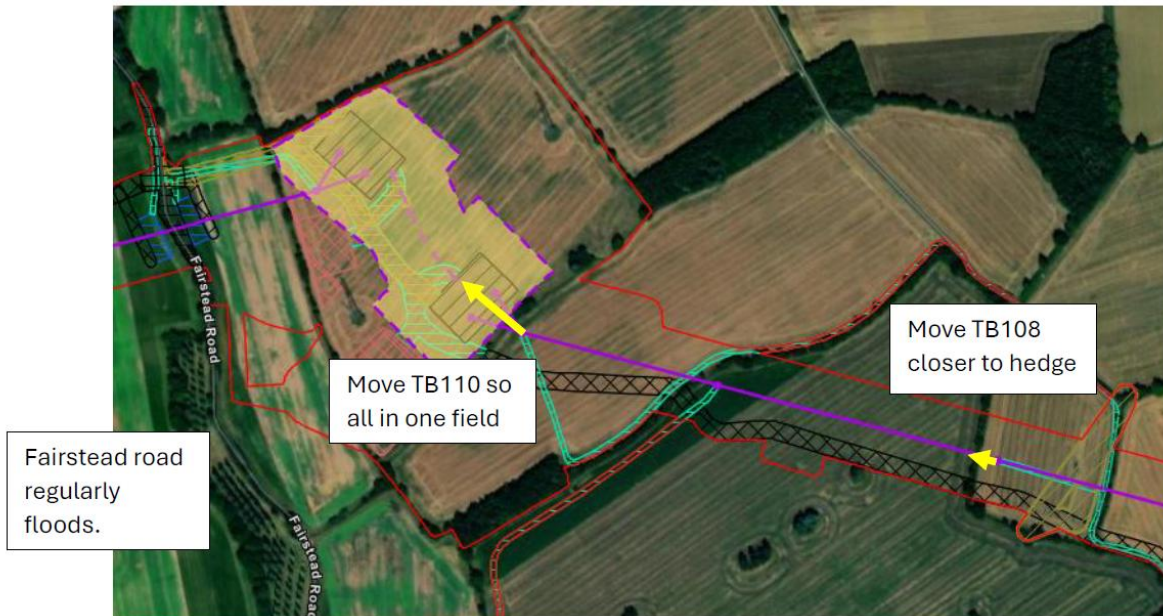 Fairstead Road
Move TB108
closer to hedge
Move TB110 so
all in one field
Fairstead road
regularly
floods.
Fairstead Road